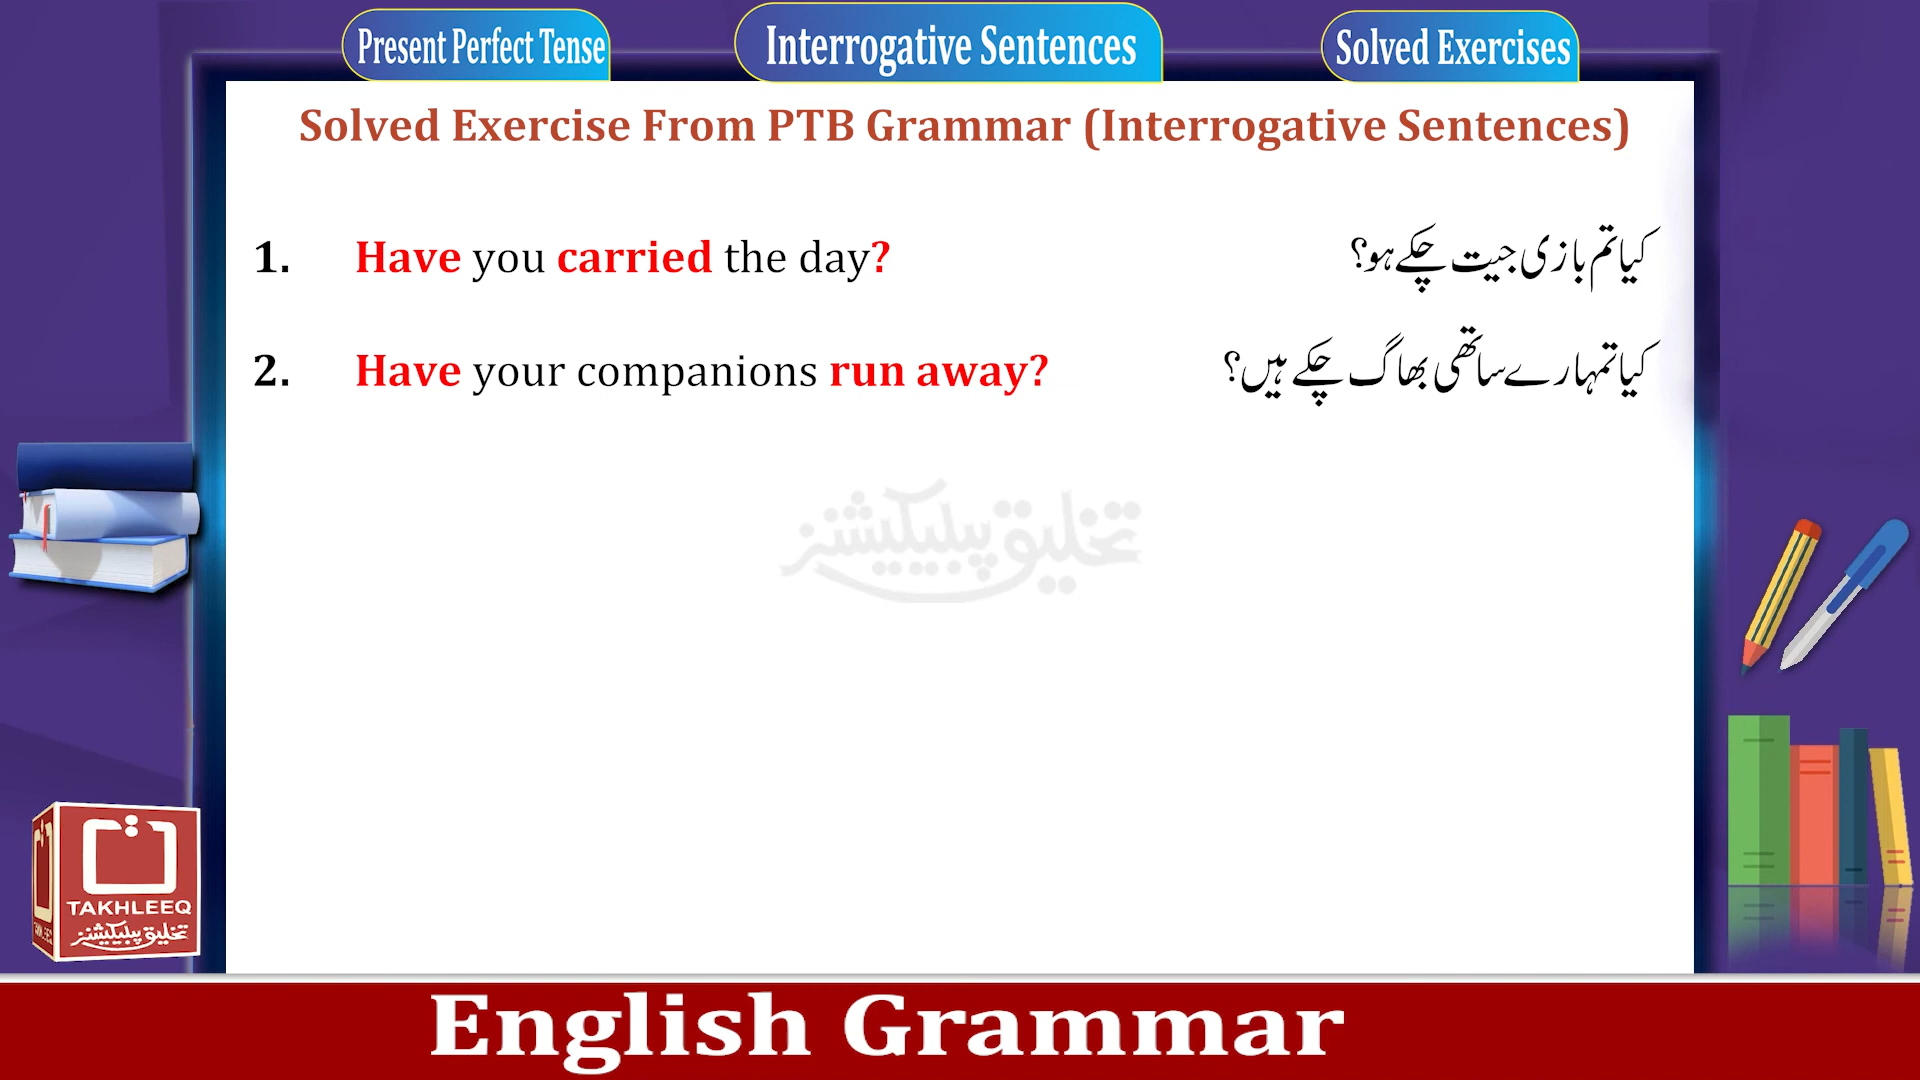 Present Perfect Tense
Interrogative Sentences
Solved Exercises
Solved Exercise From PTB Grammar (Interrogative Sentences)
1. Have you carried the day? کیا تم بازی جیت چکے ہو؟
2. Have your companions run away? کیا تمہارے ساتھی بھاگ چکے ہیں؟
تخلیق پبلیکیشنز
TAKHLEEQ
تخلیق پبلیکیشنز
English Grammar